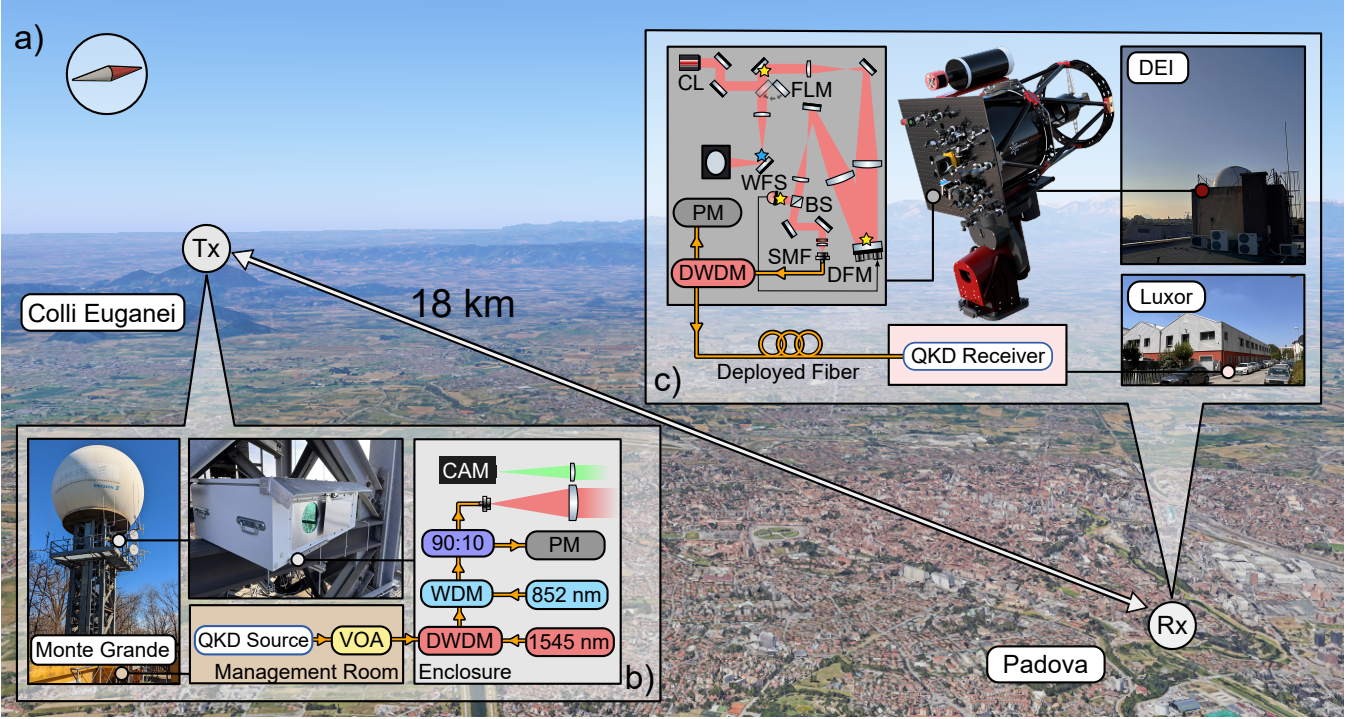 a)
Tx
Colli Euganei
18 km
CL
FLM
WFS
BS
PM
SMF
DFM
DWDM
DEI
Luxor
QKD Receiver
Deployed Fiber
c)
CAM
90:10
PM
WDM
852 nm
QKD Source
VOA
DWDM
1545 nm
Monte Grande
Management Room
Enclosure
b)
Rx
Padova